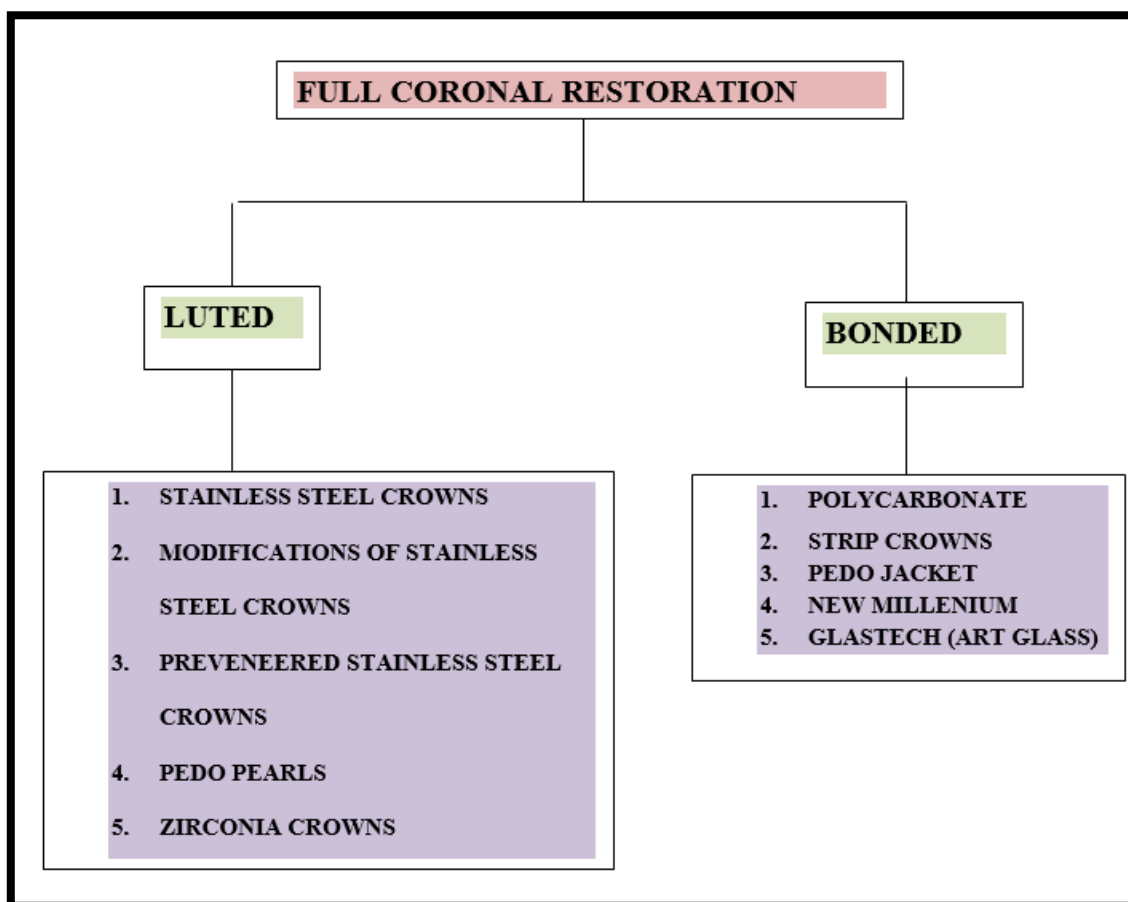 FULL CORONAL RESTORATION
LUTED
BONDED
1. STAINLESS STEEL CROWNS
2. MODIFICATIONS OF STAINLESS
STEEL CROWNS
3. PREVENEERED STAINLESS STEEL
CROWNS
4. PEDO PEARLS
5. ZIRCONIA CROWNS
1. POLYCARBONATE
2. STRIP CROWNS
3. PEDO JACKET
4. NEW MILLENIUM
5. GLASTECH (ART GLASS)